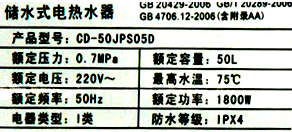 储水式电热水器
GB 20429-2006 GB/T 20289-2006
GB 4706.12-2006(含附录AA)
产品型号: CD-50JPS05D
额定压力: 0.7MPa 额定容量: 50L
额定电压: 220V~ 最高水温: 75℃
额定频率: 50Hz 额定功率: 1800W
电器类型: I类 防水等级: IPX4